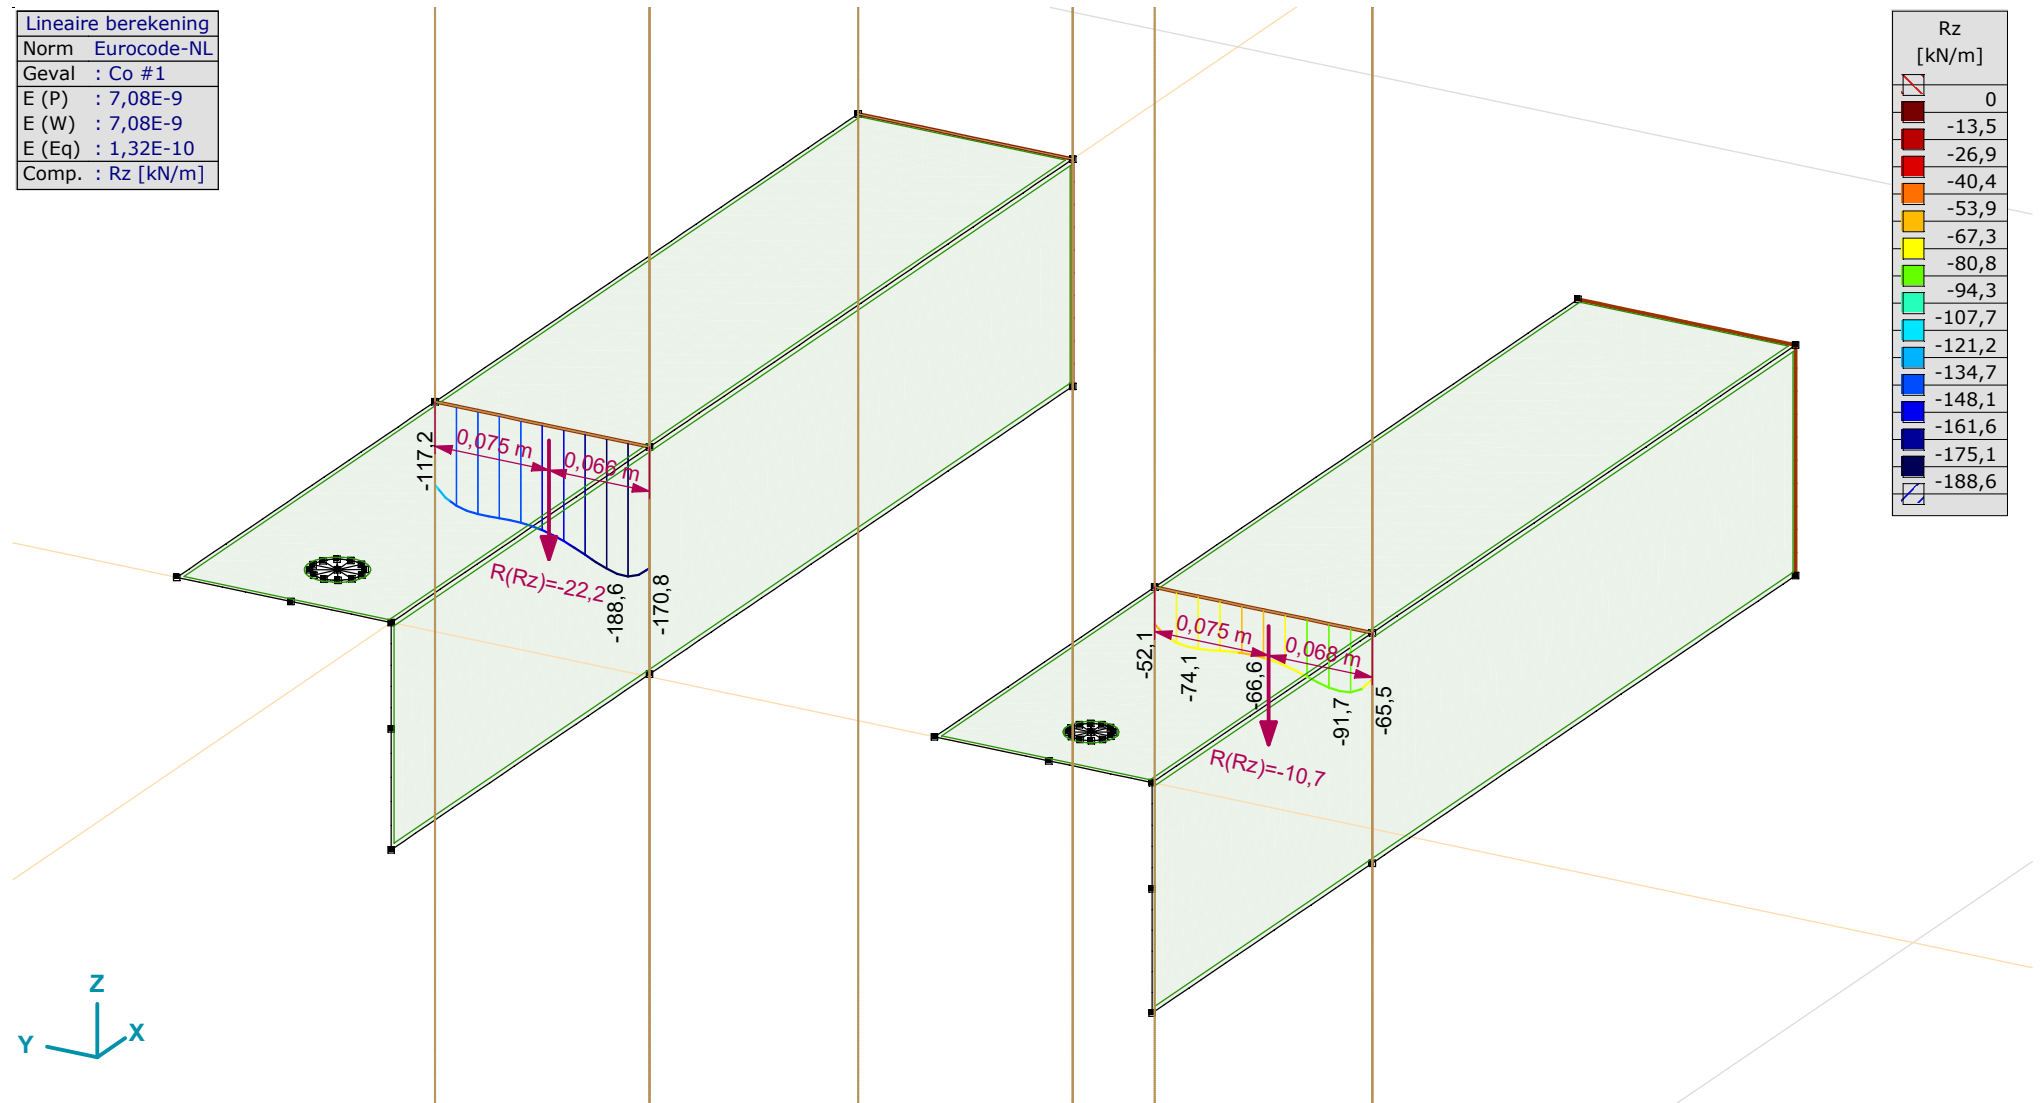 Lineaire berekening
Norm Eurocode-NL
Geval : Co #1
E (P) : 7,08E-9
E (W) : 7,08E-9
E (Eq) : 1,32E-10
Comp. : Rz [kN/m]
Rz
[kN/m]
0
-13,5
-26,9
-40,4
-53,9
-67,3
-80,8
-94,3
-107,7
-121,2
-134,7
-148,1
-161,6
-175,1
-188,6
-117,2
0,075 m
0,066 m
R(Rz)=-22,2
-188,6
-170,8
-52,1
0,075 m
0,068 m
-74,1
-66,6
-91,7
-65,5
R(Rz)=-10,7
Z
Y
X